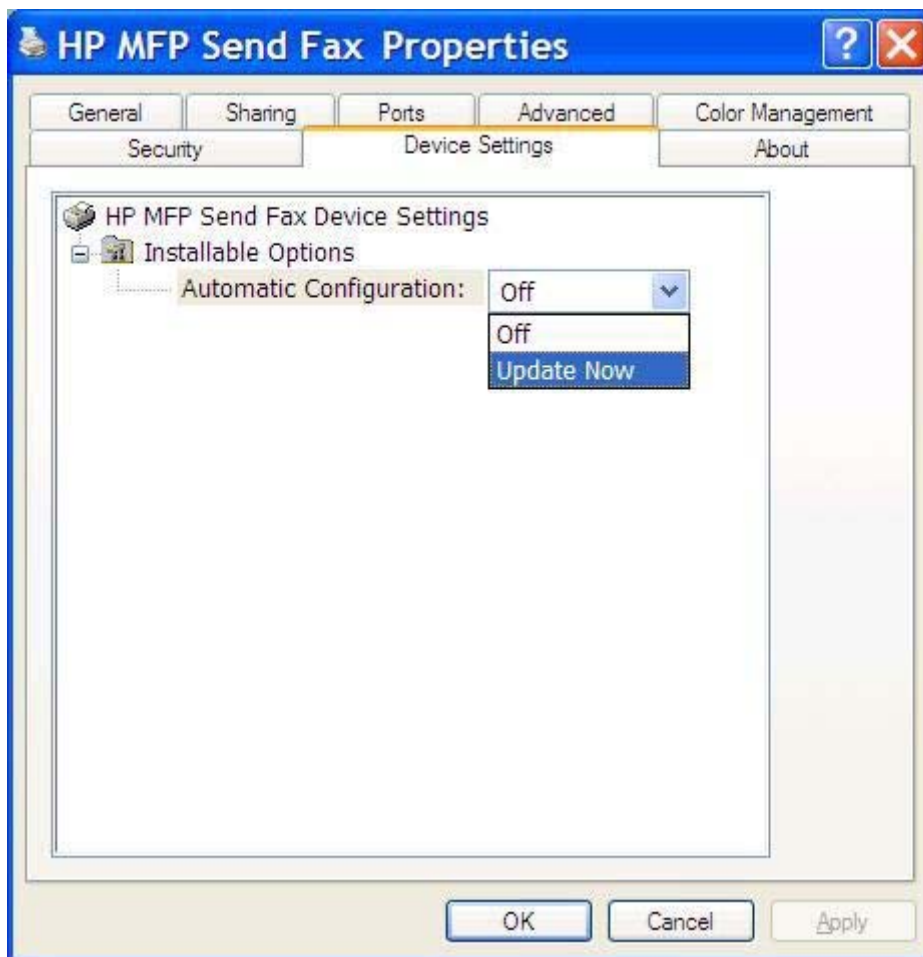 HP MFP Send Fax Properties
General Sharing Ports Advanced Color Management
Security Device Settings About
HP MFP Send Fax Device Settings
Installable Options
Automatic Configuration: Off
Off
Update Now
OK Cancel Apply